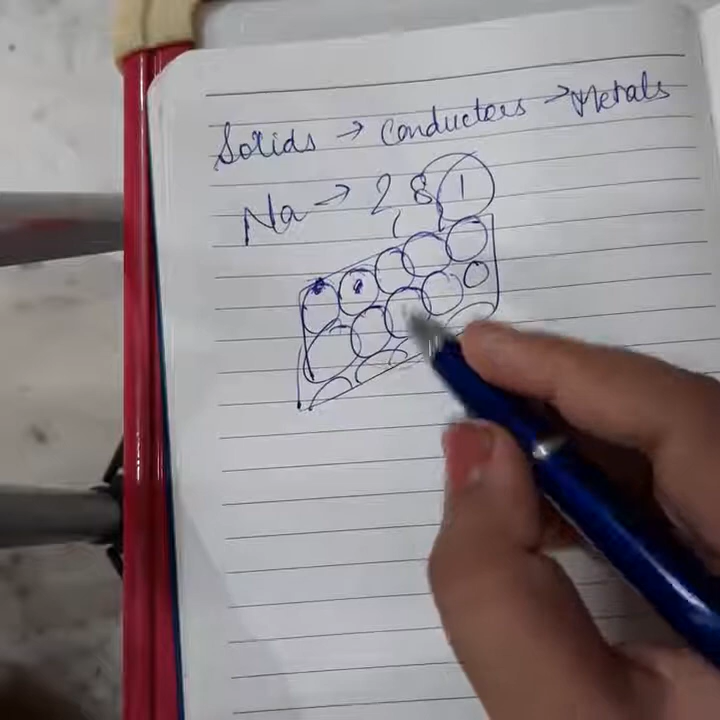 Solids → Conductors → Metals
Na → 2 8 1